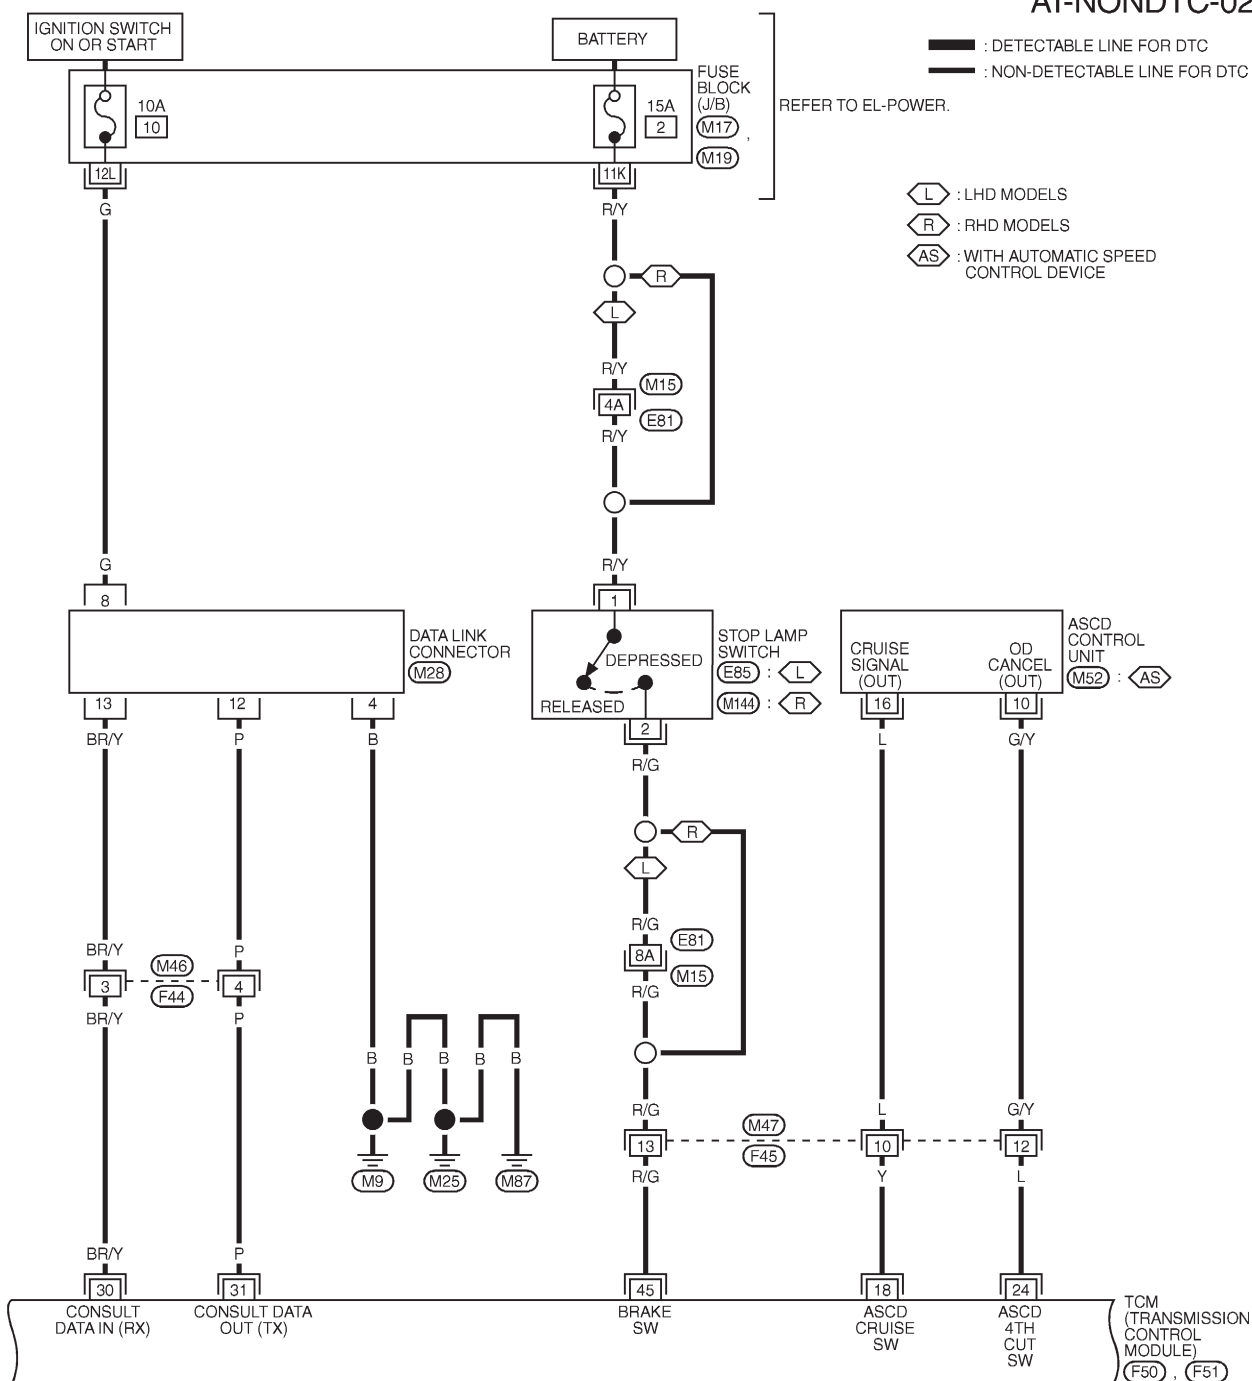 AT-NONDTC-02
IGNITION SWITCH
ON OR START
BATTERY
: DETECTABLE LINE FOR DTC
: NON-DETECTABLE LINE FOR DTC
10A
10
15A
2
FUSE
BLOCK
(J/B)
M17 ,
M19
REFER TO EL-POWER.
12L
11K
G
R/Y
L : LHD MODELS
R : RHD MODELS
AS : WITH AUTOMATIC SPEED
CONTROL DEVICE
R
L
R/Y
M15
4A
E81
R/Y
G
R/Y
8
1
DATA LINK
CONNECTOR
M28
DEPRESSED
RELEASED
STOP LAMP
SWITCH
E85 : L
M144 : R
CRUISE
SIGNAL
(OUT)
OD
CANCEL
(OUT)
ASCD
CONTROL
UNIT
M52 : AS
13
12
4
2
16
10
BR/Y
P
B
R/G
L
G/Y
R
L
R/G
E81
8A
M15
R/G
BR/Y
P
M46
3
4
F44
BR/Y
P
B
B
B
B
B
M9
M25
M87
R/G
L
G/Y
M47
13
10
12
F45
R/G
Y
L
BR/Y
P
30
31
45
18
24
CONSULT
DATA IN (RX)
CONSULT DATA
OUT (TX)
BRAKE
SW
ASCD
CRUISE
SW
ASCD
4TH
CUT
SW
TCM
(TRANSMISSION
CONTROL
MODULE)
F50 , F51